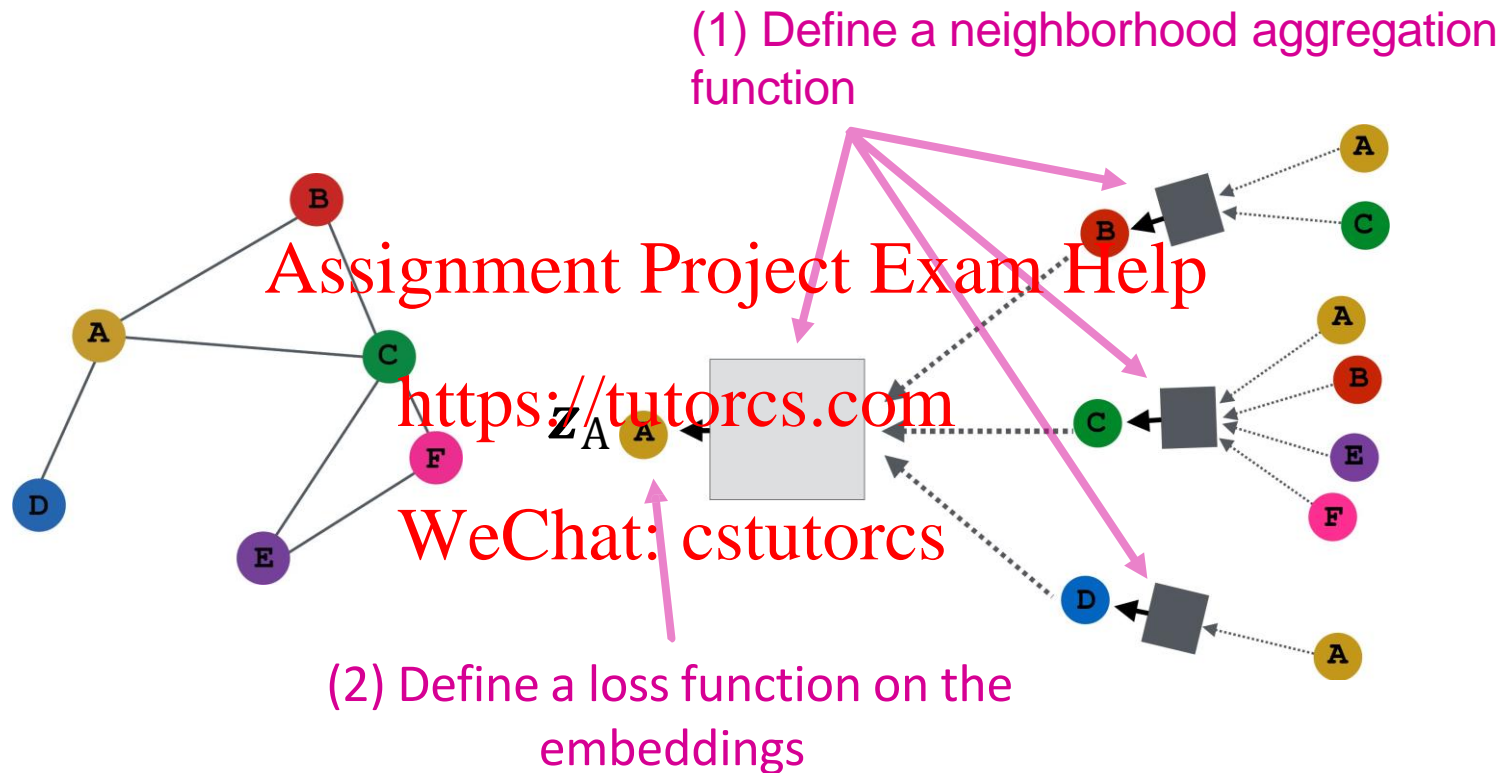 (1) Define a neighborhood aggregation
function
A
B
C
B
Assignment Project Exam Help
A
A
C
B
https://tutorcs.com
zA
A
C
F
E
D
F
WeChat: cstutorcs
E
D
A
(2) Define a loss function on the
embeddings